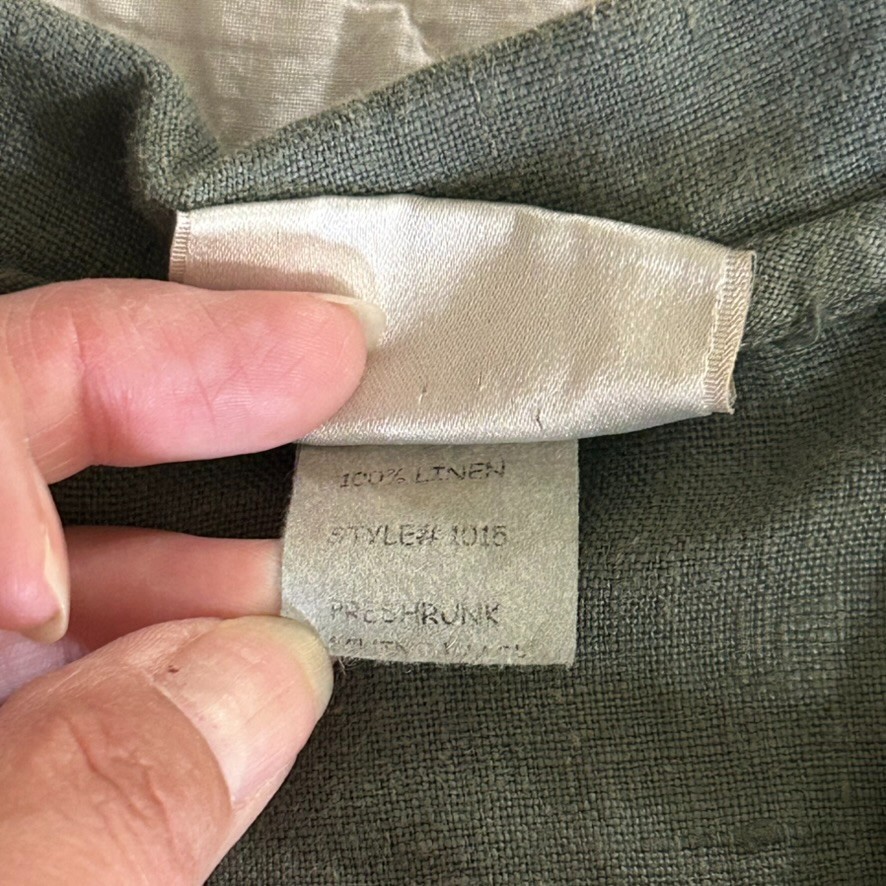 100% LINEN
STYLE# 1015
PRESHRUNK